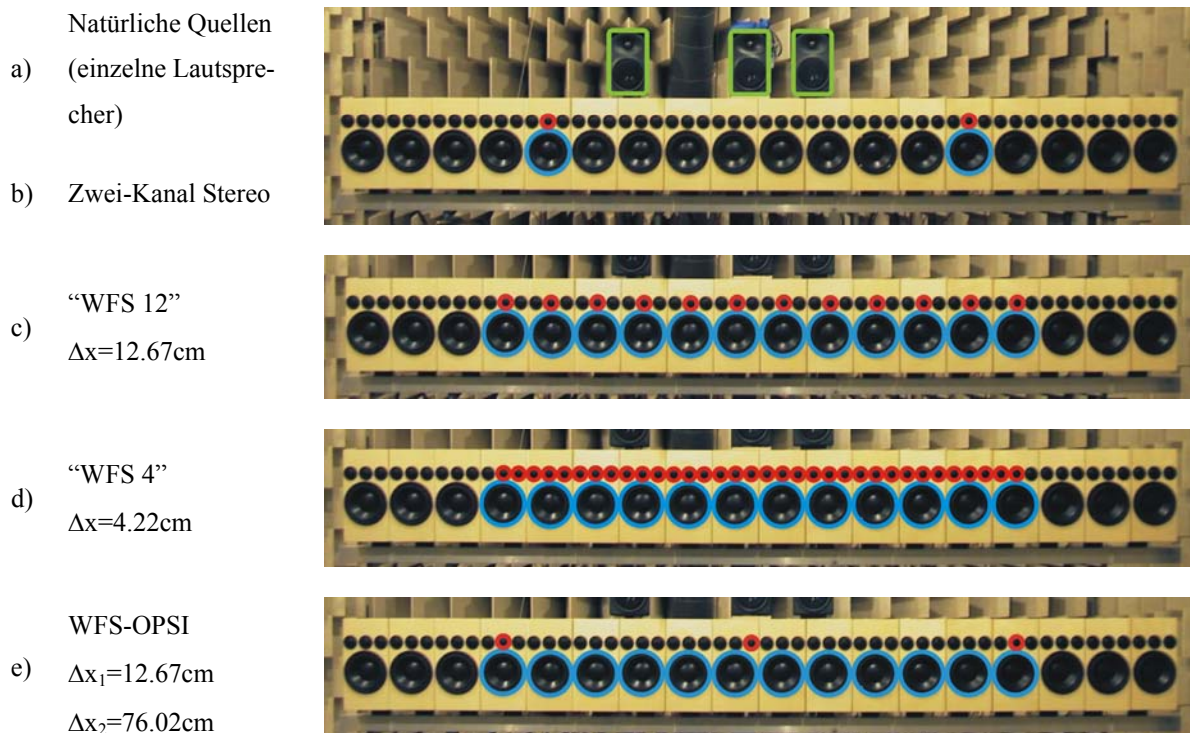 a)
Natürliche Quellen
(einzelne Lautspre-
cher)
b) Zwei-Kanal Stereo
c)
“WFS 12”
Δx=12.67cm
d)
“WFS 4”
Δx=4.22cm
e)
WFS-OPSI
Δx₁=12.67cm
Δx₂=76.02cm